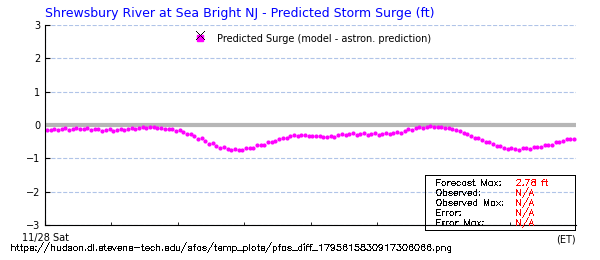 Shrewsbury River at Sea Bright NJ - Predicted Storm Surge (ft)
3
Predicted Surge (model - astron. prediction)
2
1
0
−1
−2
−3
Forecast Max: 2.78 ft
Observed: N/A
Observed Max: N/A
Error: N/A
Error Max: N/A
11/28 Sat
(ET)
https://hudson.dl.stevens-tech.edu/sfas/temp_plots/pfas_diff_1795615830917306066.png